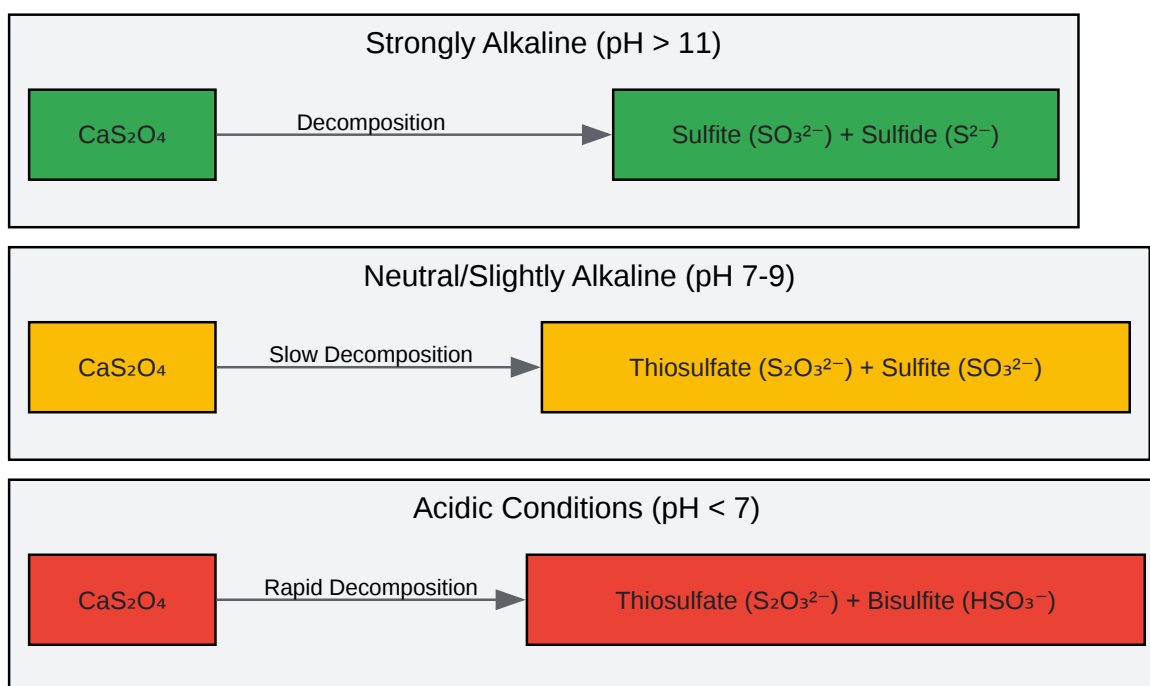 Strongly Alkaline (pH > 11)
CaS₂O₄
Decomposition
Sulfite (SO₃²⁻) + Sulfide (S²⁻)
Neutral/Slightly Alkaline (pH 7-9)
CaS₂O₄
Slow Decomposition
Thiosulfate (S₂O₃²⁻) + Sulfite (SO₃²⁻)
Acidic Conditions (pH < 7)
CaS₂O₄
Rapid Decomposition
Thiosulfate (S₂O₃²⁻) + Bisulfite (HSO₃⁻)